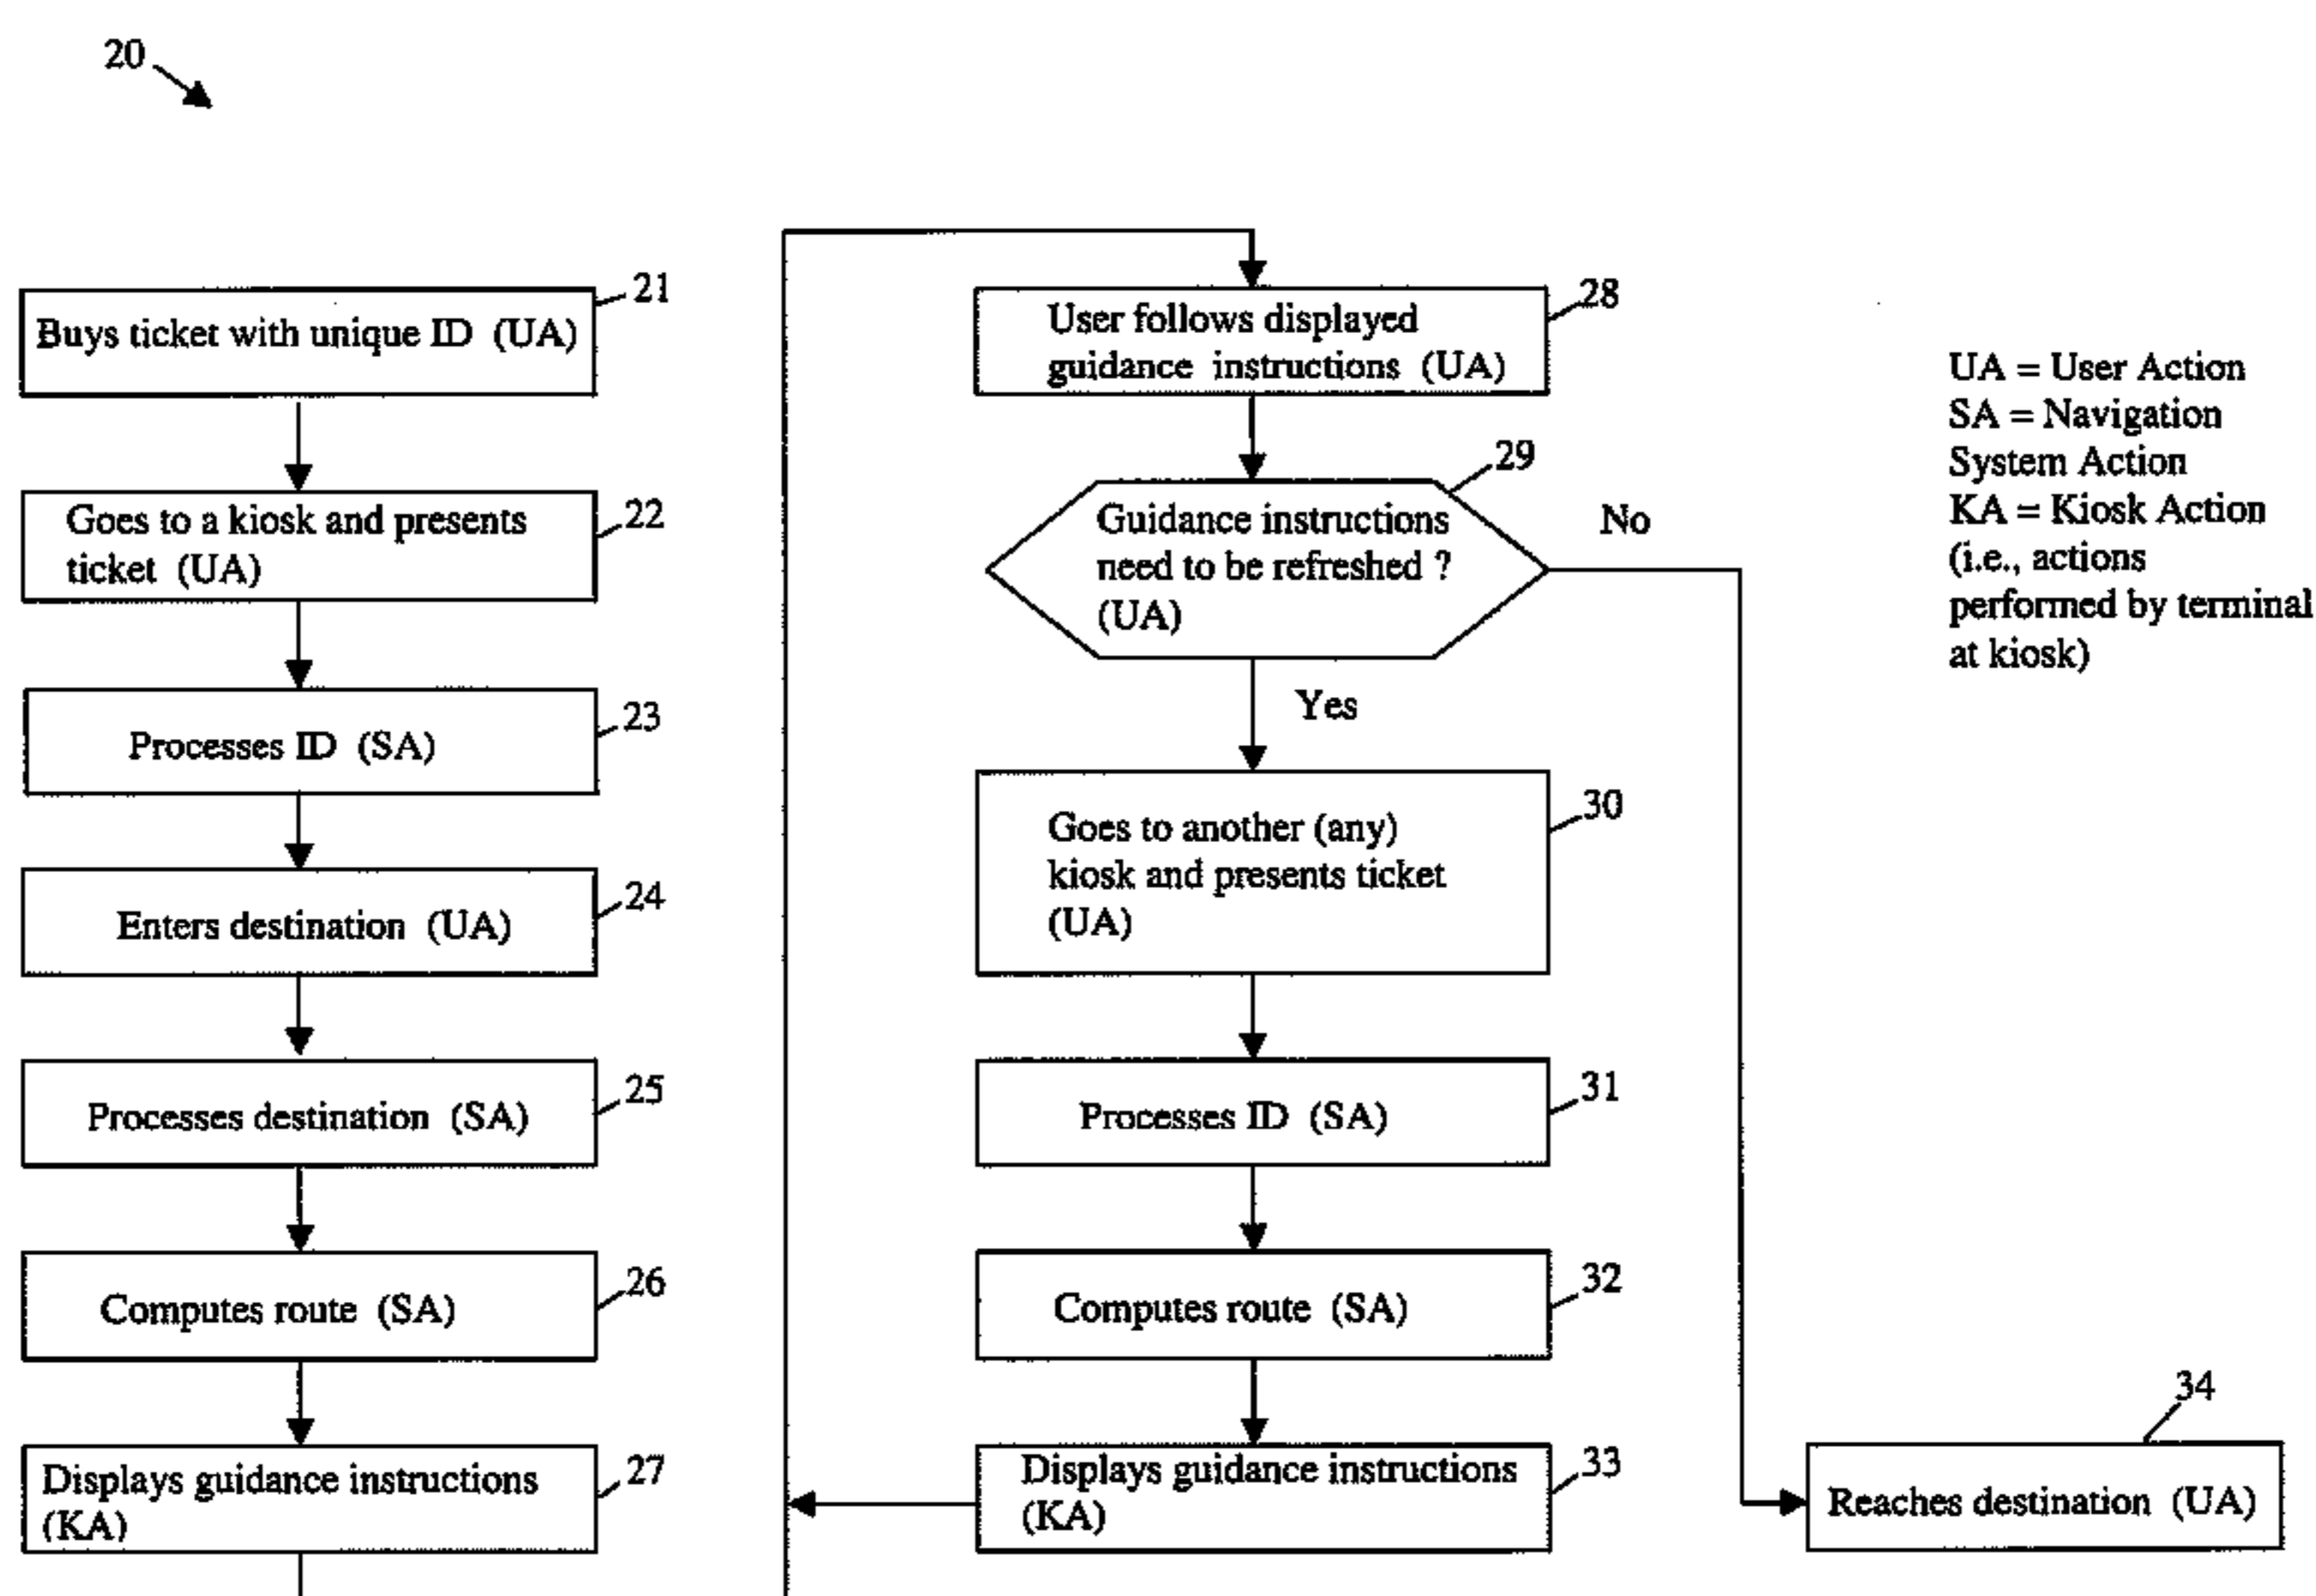 20
21
Buys ticket with unique ID (UA)
22
Goes to a kiosk and presents
ticket (UA)
23
Processes ID (SA)
24
Enters destination (UA)
25
Processes destination (SA)
26
Computes route (SA)
27
Displays guidance instructions
(KA)
28
User follows displayed
guidance instructions (UA)
29
Guidance instructions
need to be refreshed ?
(UA)
No
Yes
30
Goes to another (any)
kiosk and presents ticket
(UA)
31
Processes ID (SA)
32
Computes route (SA)
33
Displays guidance instructions
(KA)
34
Reaches destination (UA)
UA = User Action
SA = Navigation
System Action
KA = Kiosk Action
(i.e., actions
performed by terminal
at kiosk)